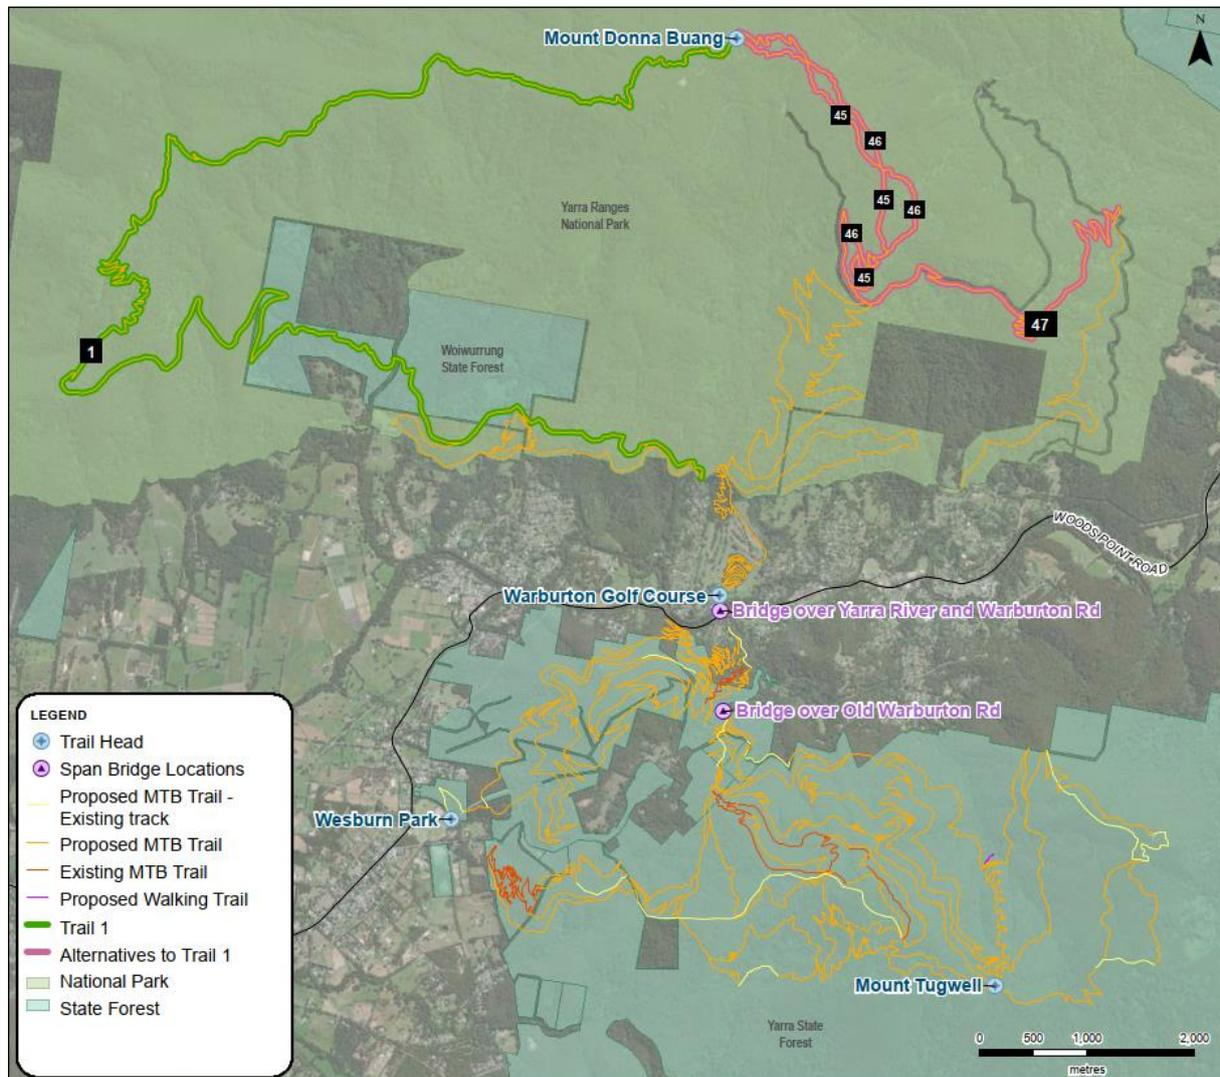 N
Mount Donna Buang
45
46
45
46
46
45
Yarra Ranges
National Park
47
1
Woiwurrung
State Forest
WOODS POINT ROAD
Warburton Golf Course
Bridge over Yarra River and Warburton Rd
Bridge over Old Warburton Rd
Wesburn Park
Mount Tugwell
Yarra State
Forest
LEGEND
Trail Head
Span Bridge Locations
Proposed MTB Trail -
Existing track
Proposed MTB Trail
Existing MTB Trail
Proposed Walking Trail
Trail 1
Alternatives to Trail 1
National Park
State Forest
0 500 1,000 2,000
metres